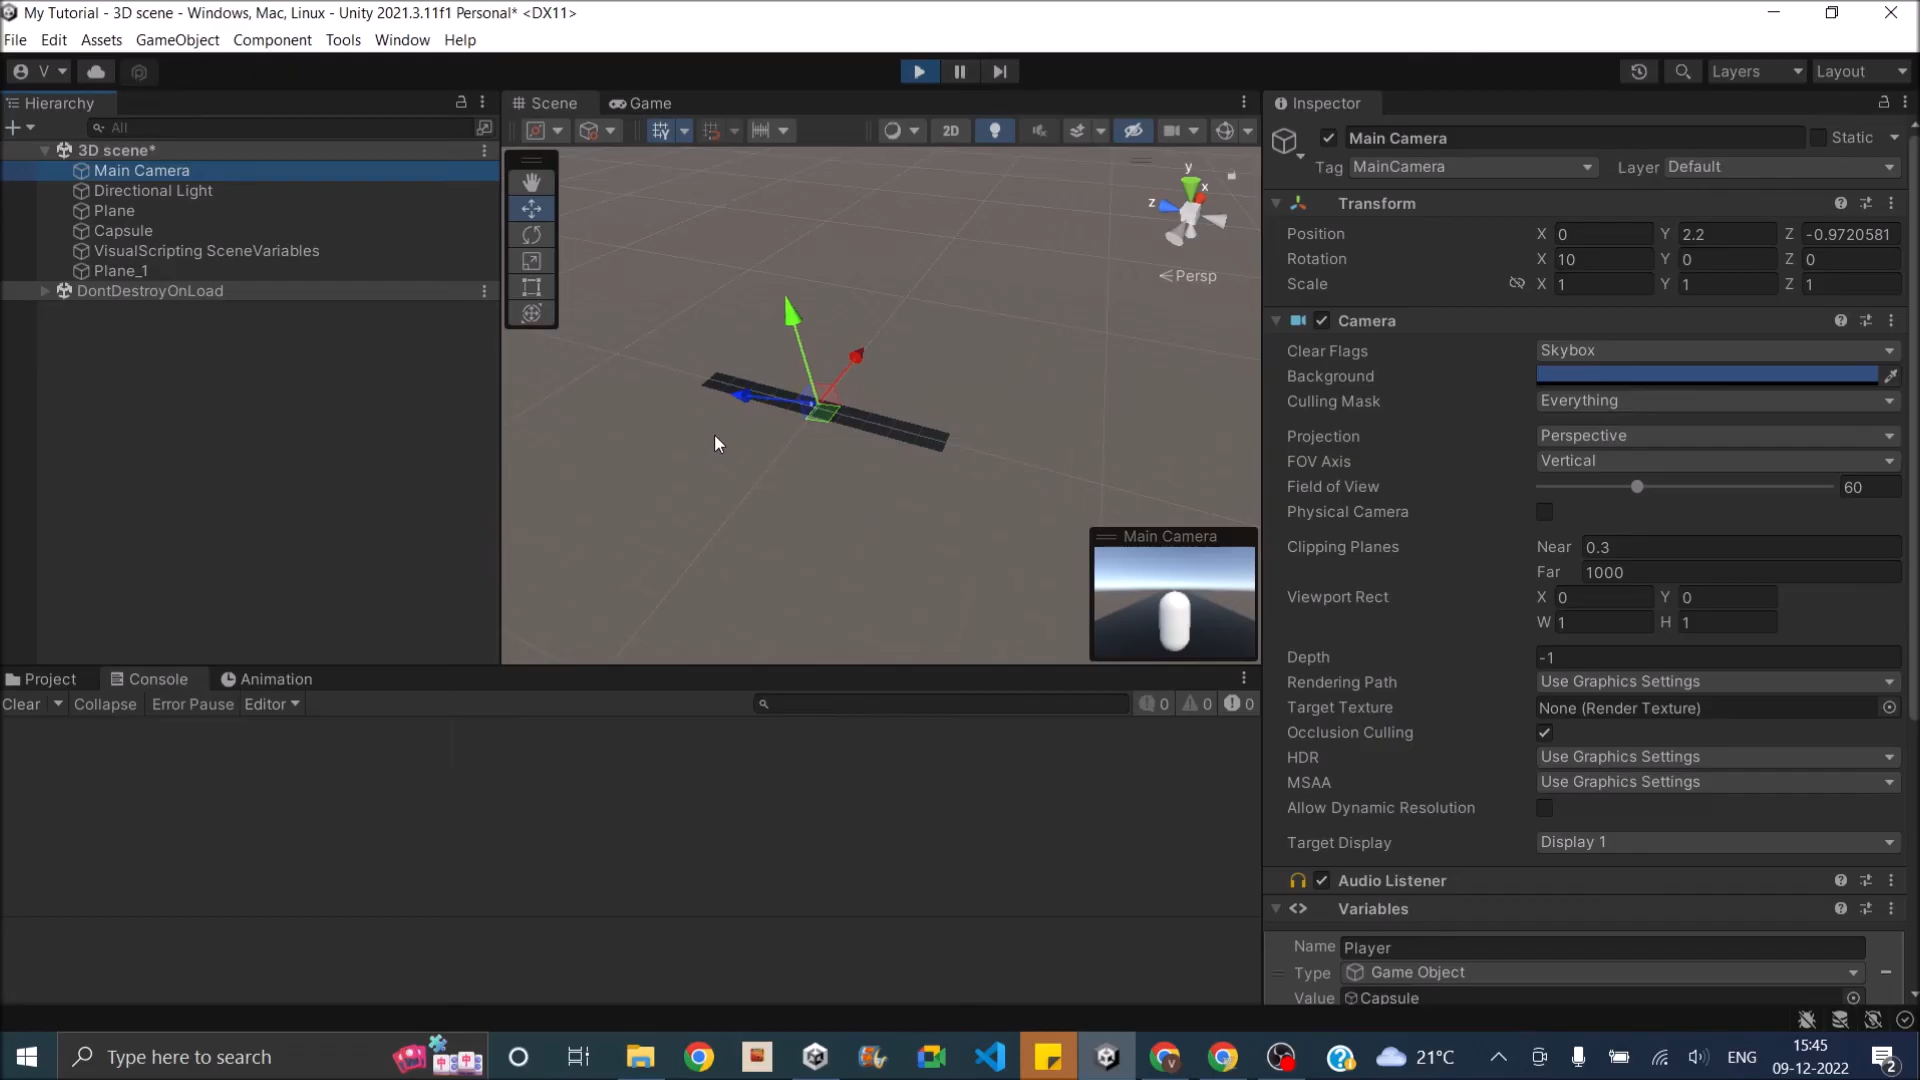 My Tutorial - 3D scene - Windows, Mac, Linux - Unity 2021.3.11f1 Personal* <DX11>
File Edit Assets GameObject Component Tools Window Help
V Layers Layout
Hierarchy
All
3D scene*
Main Camera
Directional Light
Plane
Capsule
VisualScripting SceneVariables
Plane_1
DontDestroyOnLoad
Scene Game
2D
y
x
z
Persp
Main Camera
Inspector
Main Camera Static
Tag MainCamera Layer Default
Transform
Position X 0 Y 2.2 Z -0.9720581
Rotation X 10 Y 0 Z 0
Scale X 1 Y 1 Z 1
Camera
Clear Flags Skybox
Background
Culling Mask Everything
Projection Perspective
FOV Axis Vertical
Field of View 60
Physical Camera
Clipping Planes Near 0.3
Far 1000
Viewport Rect X 0 Y 0
W 1 H 1
Depth -1
Rendering Path Use Graphics Settings
Target Texture None (Render Texture)
Occlusion Culling
HDR Use Graphics Settings
MSAA Use Graphics Settings
Allow Dynamic Resolution
Target Display Display 1
Audio Listener
Variables
Name Player
Type Game Object
Value Capsule
Project Console Animation
Clear Collapse Error Pause Editor 0 0 0
Type here to search
21°C ENG
15:45
09-12-2022
2